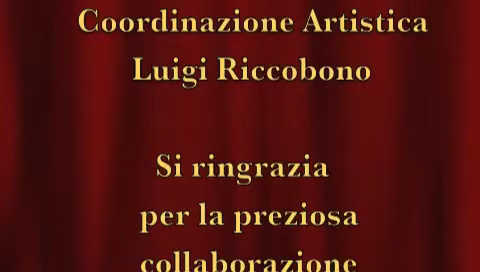 Coordinazione Artistica
Luigi Riccobono
Si ringrazia
per la preziosa
collaborazione